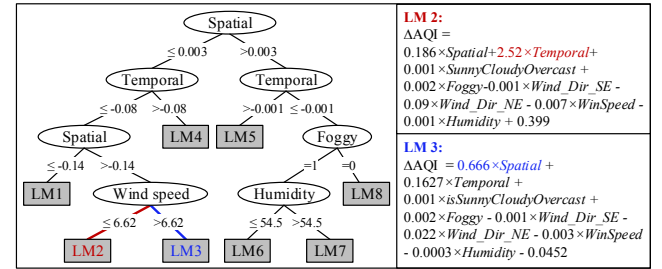 Spatial
≤ 0.003 >0.003
Temporal Temporal
≤ -0.08 >-0.08 >-0.001 ≤ -0.001
Spatial LM4 LM5 Foggy
≤ -0.14 >-0.14 =1 =0
LM1 Wind speed Humidity LM8
≤ 6.62 >6.62 ≤ 54.5 >54.5
LM2 LM3 LM6 LM7
LM 2:
ΔAQI =
0.186×Spatial+2.52×Temporal+
0.001×SunnyCloudyOvercast +
0.002×Foggy-0.001×Wind_Dir_SE -
0.09×Wind_Dir_NE - 0.007×WinSpeed -
0.001×Humidity + 0.399
LM 3:
ΔAQI = 0.666×Spatial +
0.1627×Temporal +
0.001×isSunnyCloudyOvercast +
0.002×Foggy - 0.001×Wind_Dir_SE -
0.022×Wind_Dir_NE - 0.003×WinSpeed
- 0.0003×Humidity - 0.0452